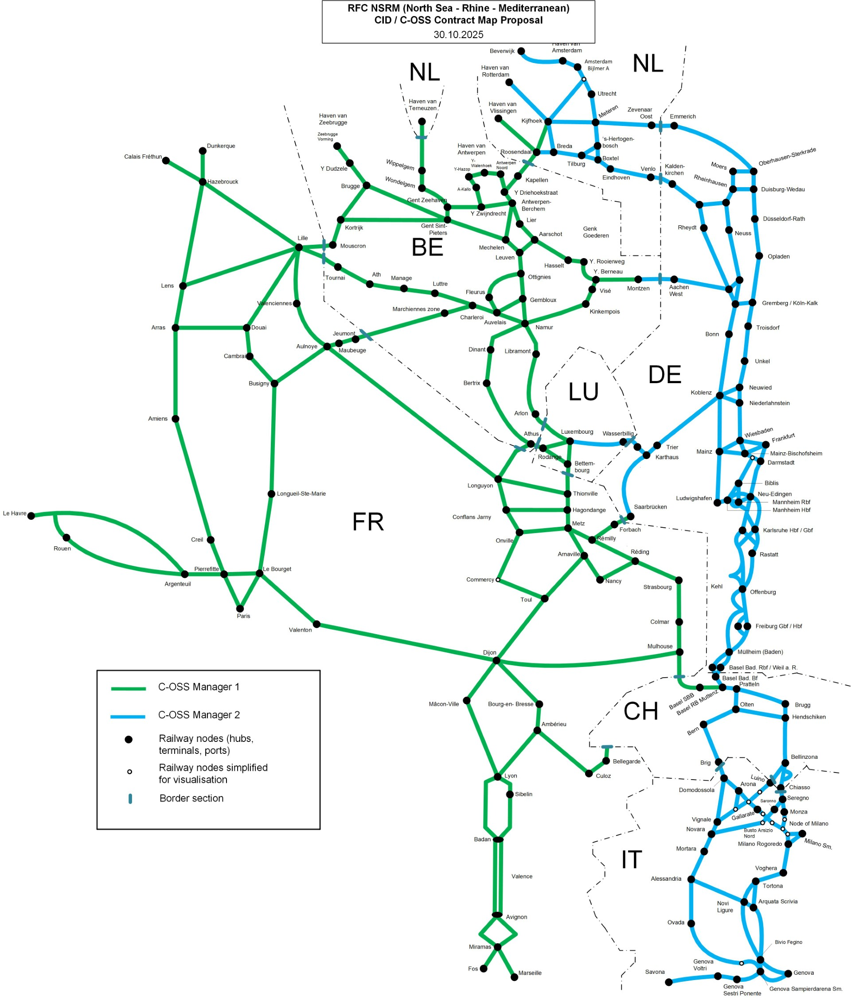 RFC NSRM (North Sea - Rhine - Mediterranean)
CID / C-OSS Contract Map Proposal
30.10.2025
Beverwijk
Haven van
Amsterdam
Amsterdam
Bijlmer A
NL
NL
Haven van
Rotterdam
Utrecht
Haven van
Terneuzen
Haven van
Vlissingen
Kijfhoek
Meteren
Zevenaar
Oost
Emmerich
Haven van
Zeebrugge
Zeebrugge
Vorming
Dunkerque
Calais Fréthun
Y Dudzele
Wippelgem
Wondelgem
Haven van
Antwerpen
Roosendaal
Breda
's-Hertogen-
bosch
Boxtel
Tilburg
Eindhoven
Venlo
Kalden-
kirchen
Moers
Oberhausen-Sterkrade
Rheinhausen
Duisburg-Wedau
Y-
Walenhoek
Antwerpen
Noord
Y-Hazop
A-Kallo
Kapellen
Y Driehoekstraat
Hazebrouck
Brugge
Gent Zeehaven
Y Zwijndrecht
Antwerpen-
Berchem
Lier
Kortrijk
Gent Sint-
Pieters
Aarschot
Genk
Goederen
Rheydt
Neuss
Düsseldorf-Rath
Lille
Mouscron
BE
Mechelen
Leuven
Hasselt
Y. Rooierweg
Opladen
Tournai
Ath
Manage
Luttre
Ottignies
Y. Berneau
Visé
Montzen
Aachen
West
Lens
Fleurus
Gembloux
Valenciennes
Marchiennes zone
Charleroi
Auvelais
Kinkempois
Gremberg / Köln-Kalk
Arras
Douai
Namur
Troisdorf
Jeumont
Maubeuge
Aulnoye
Bonn
Cambrai
Dinant
Libramont
Unkel
LU
DE
Busigny
Bertrix
Neuwied
Koblenz
Niederlahnstein
Amiens
Arlon
Athus
Luxembourg
Wasserbillig
Wiesbaden
Frankfurt
Trier
Karthaus
Mainz
Mainz-Bischofsheim
Darmstadt
Rodange
Bettem-
bourg
Longuyon
Biblis
Longueil-Ste-Marie
Thionville
Ludwigshafen
Neu-Edingen
Mannheim Rbf
Manhheim Hbf
Le Havre
FR
Conflans Jarny
Hagondange
Saarbrücken
Metz
Forbach
Karlsruhe Hbf / Gbf
Creil
Rouen
Onville
Rémilly
Arnaville
Réding
Rastatt
Pierrefitte
Le Bourget
Argenteuil
Commercy
Nancy
Strasbourg
Kehl
Offenburg
Toul
Paris
Valenton
Colmar
Freiburg Gbf / Hbf
Mulhouse
Dijon
Müllheim (Baden)
Basel Bad. Rbf / Weil a. R.
Basel Bad. Bf
Pratteln
Basel SBB
Basel RB Muttenz
C-OSS Manager 1
C-OSS Manager 2
Railway nodes (hubs,
terminals, ports)
Railway nodes simplified
for visualisation
Border section
Mâcon-Ville
Bourg-en- Bresse
CH
Olten
Brugg
Hendschiken
Ambérieu
Bern
Bellegarde
Culoz
Brig
Bellinzona
Lyon
Sibelin
Luino
Arona
Chiasso
Domodossola
Seregno
Saronno
Monza
Gallarate
Vignale
Novara
Node of Milano
Busto Arsizio
Nord
Badan
Milano Rogoredo
Milano Sm.
Mortara
IT
Voghera
Valence
Alessandria
Tortona
Novi
Ligure
Arquata Scrivia
Avignon
Ovada
Bivio Fegino
Miramas
Fos
Marseille
Genova
Voltri
Savona
Genova
Genova
Sestri Ponente
Genova Sampierdarena Sm.